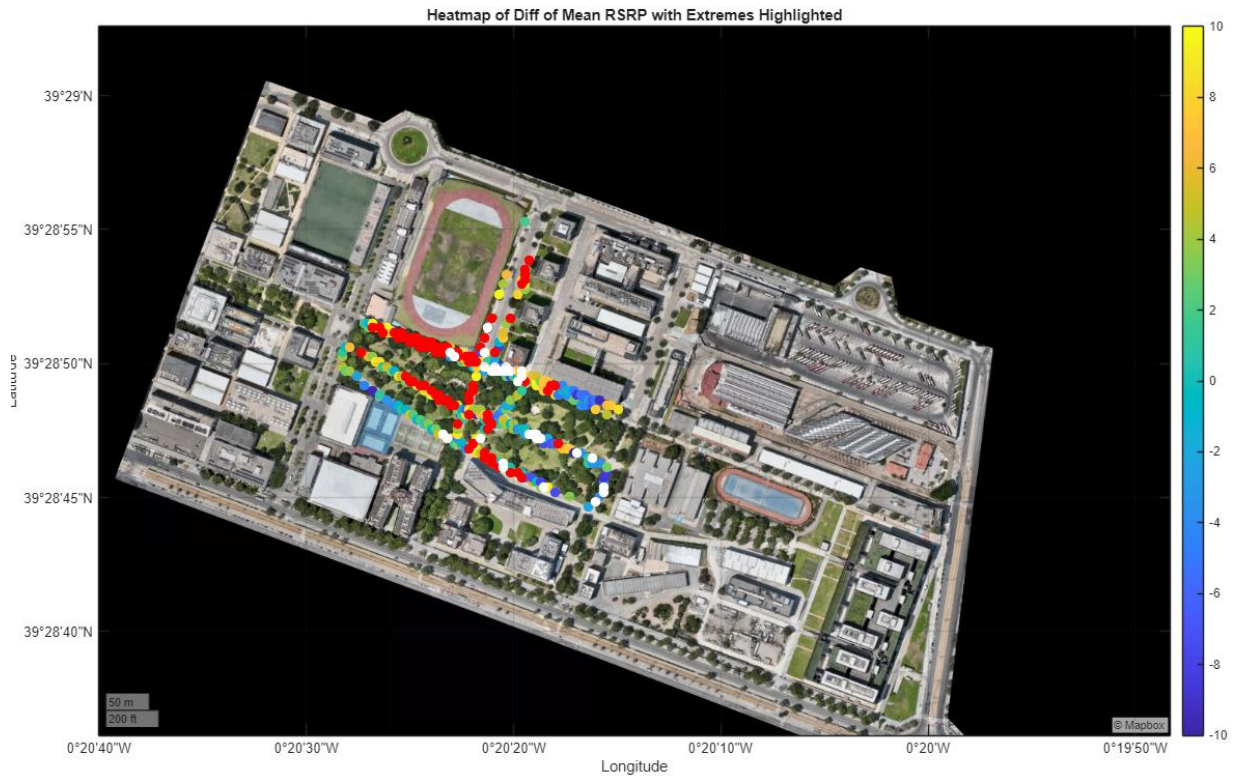 Heatmap of Diff of Mean RSRP with Extremes Highlighted
10
8
6
4
2
0
-2
-4
-6
-8
-10
39°29'N
39°28'55"N
39°28'50"N
39°28'45"N
39°28'40"N
Latitude
50 m
200 ft
© Mapbox
0°20'40"W
0°20'30"W
0°20'20"W
0°20'10"W
0°20'W
0°19'50"W
Longitude